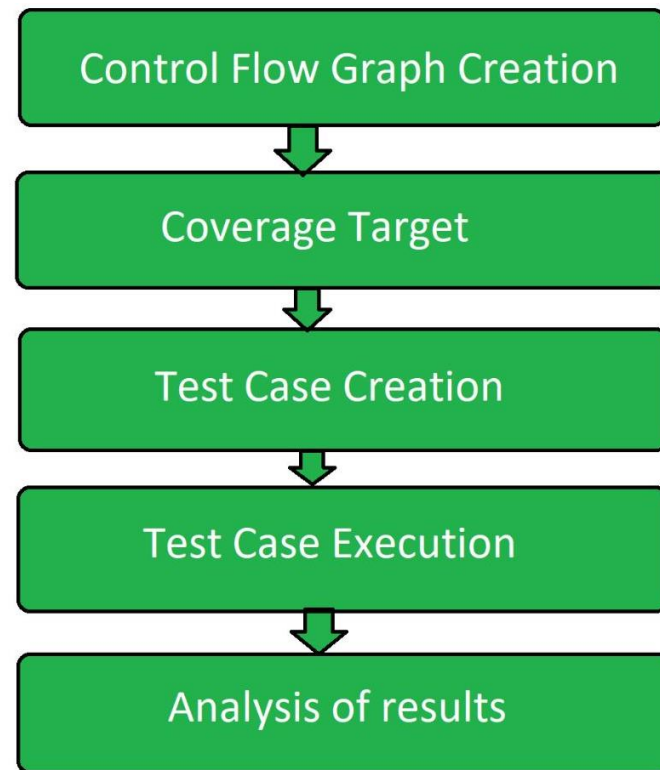 Control Flow Graph Creation
Coverage Target
Test Case Creation
Test Case Execution
Analysis of results